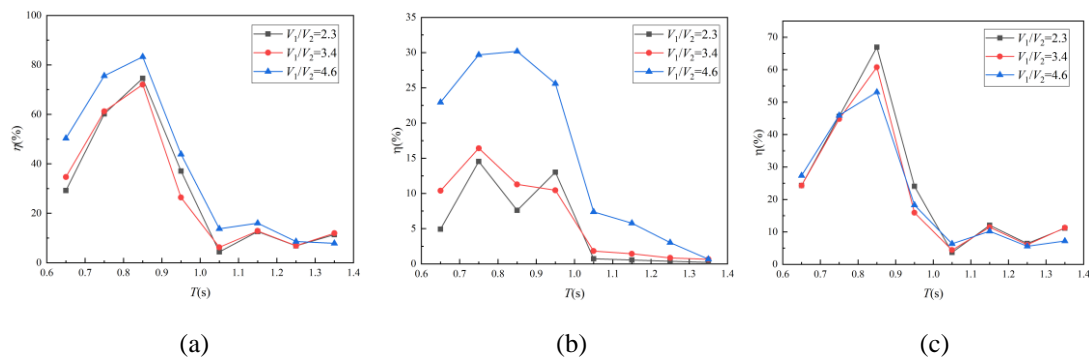 (a)
100
80
60
40
20
0
η(%)
V₁/V₂=2.3
V₁/V₂=3.4
V₁/V₂=4.6
0.6 0.7 0.8 0.9 1.0 1.1 1.2 1.3 1.4
T(s)
(a)
(b)
35
30
25
20
15
10
5
0
η(%)
V₁/V₂=2.3
V₁/V₂=3.4
V₁/V₂=4.6
0.6 0.7 0.8 0.9 1.0 1.1 1.2 1.3 1.4
T(s)
(b)
(c)
70
60
50
40
30
20
10
0
η(%)
V₁/V₂=2.3
V₁/V₂=3.4
V₁/V₂=4.6
0.6 0.7 0.8 0.9 1.0 1.1 1.2 1.3 1.4
T(s)
(c)